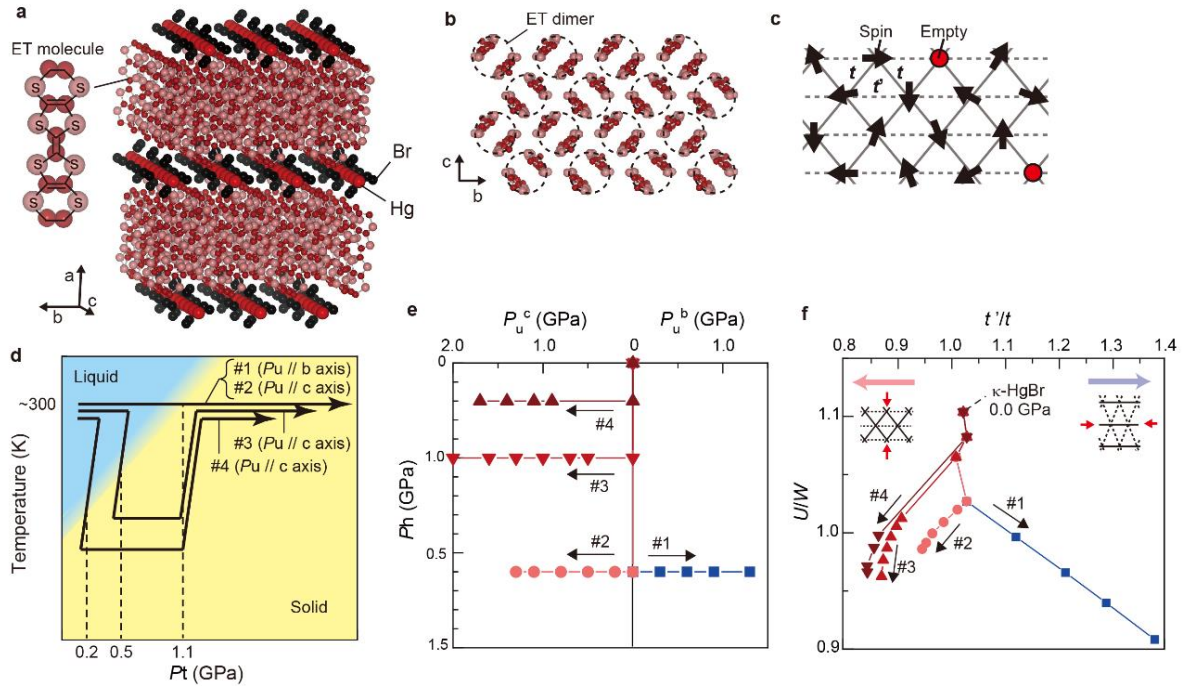 a
ET molecule
S S
S S
S S
S S
Br
Hg
a
b c
b
ET dimer
c
b
c
Spin Empty
t t' t
d
Liquid
#1 (Pu // b axis)
#2 (Pu // c axis)
~300
#3 (Pu // c axis)
#4 (Pu // c axis)
Temperature (K)
Solid
0.2 0.5 1.1
Pt (GPa)
e
P_u^c (GPa) P_u^b (GPa)
2.0 1.0 0 0 1.0
0
#4
1.0
#3
Ph (GPa)
0.5
#2 #1
1.5
f
t'/t
0.8 0.9 1.0 1.1 1.2 1.3 1.4
κ-HgBr
0.0 GPa
1.10
#4
#1
U/W
1.0
#2
#3
0.9